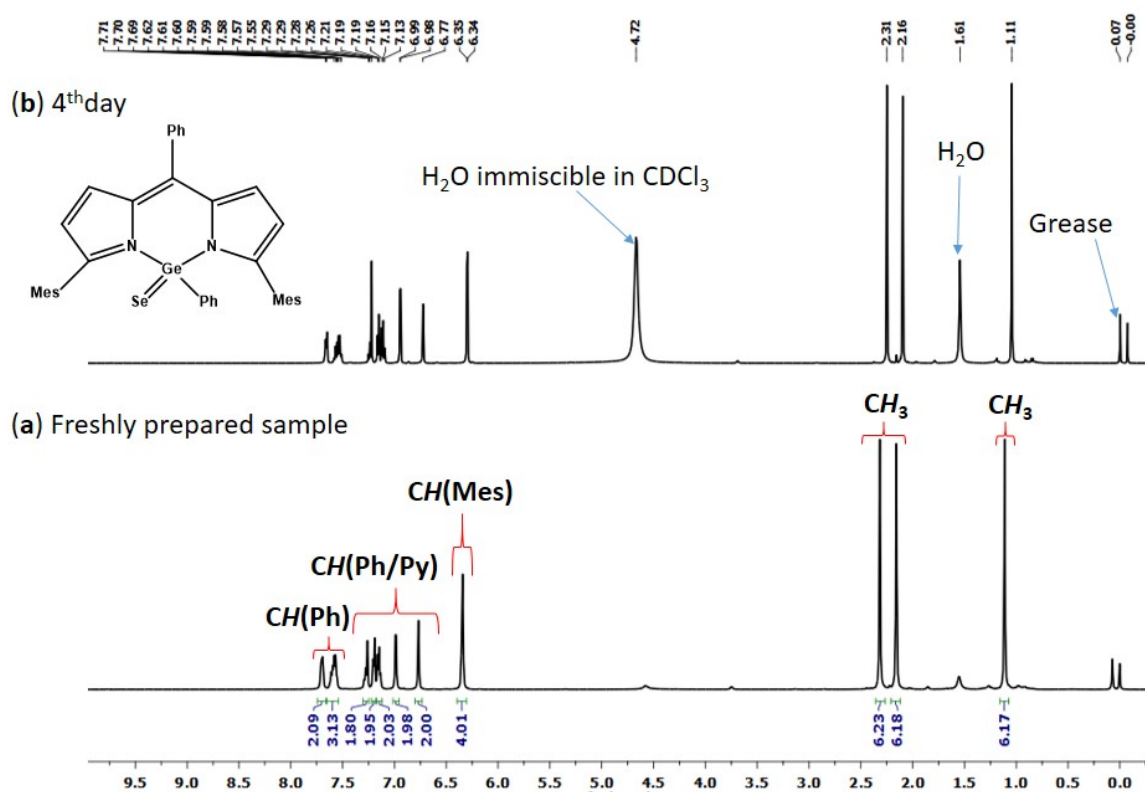 7.71 7.70 7.69 7.62 7.61 7.60 7.59 7.59 7.58 7.57 7.55 7.29 7.29 7.28 7.26 7.21 7.19 7.19 7.16 7.15 7.13 6.99 6.98 6.77 6.35 6.34 4.72 2.31 2.16 1.61 1.11 0.07 -0.00
(b) 4thday
Ph
H2O immiscible in CDCl3
H2O
Grease
N
N
Mes
Ge
Se
Ph
Mes
(a) Freshly prepared sample
CH3
CH3
CH(Mes)
CH(Ph/Py)
CH(Ph)
2.09 3.13 1.80 1.95 2.03 1.98 2.00 4.01 6.23 6.18 6.17
9.5 9.0 8.5 8.0 7.5 7.0 6.5 6.0 5.5 5.0 4.5 4.0 3.5 3.0 2.5 2.0 1.5 1.0 0.5 0.0